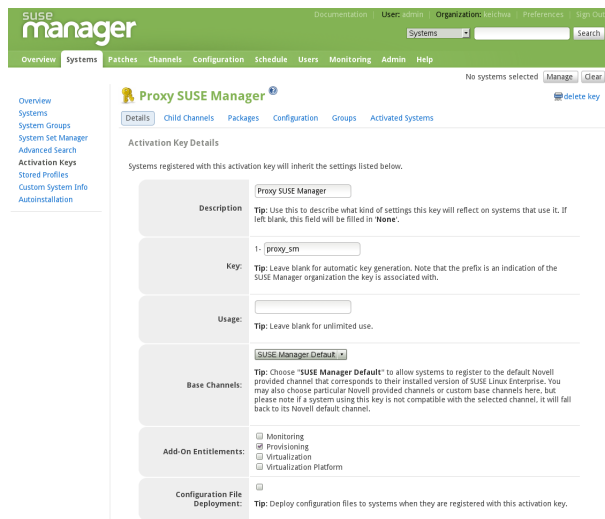 suse
manager
Documentation | User: admin | Organization: keichwa | Preferences | Sign Out
Systems Search
Overview Systems Patches Channels Configuration Schedule Users Monitoring Admin Help
No systems selected Manage Clear
Overview
Systems
System Groups
System Set Manager
Advanced Search
Activation Keys
Stored Profiles
Custom System Info
Autoinstallation
Proxy SUSE Manager ?
delete key
Details Child Channels Packages Configuration Groups Activated Systems
Activation Key Details
Systems registered with this activation key will inherit the settings listed below.
Description
Proxy SUSE Manager
Tip: Use this to describe what kind of settings this key will reflect on systems that use it. If
left blank, this field will be filled in 'None'.
Key:
1- proxy_sm
Tip: Leave blank for automatic key generation. Note that the prefix is an indication of the
SUSE Manager organization the key is associated with.
Usage:
Tip: Leave blank for unlimited use.
Base Channels:
SUSE Manager Default
Tip: Choose "SUSE Manager Default" to allow systems to register to the default Novell
provided channel that corresponds to their installed version of SUSE Linux Enterprise. You
may also choose particular Novell provided channels or custom base channels here, but
please note if a system using this key is not compatible with the selected channel, it will fall
back to its Novell default channel.
Add-On Entitlements:
Monitoring
Provisioning
Virtualization
Virtualization Platform
Configuration File
Deployment:
Tip: Deploy configuration files to systems when they are registered with this activation key.